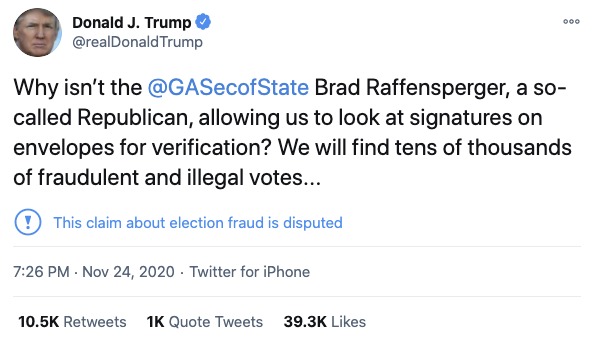 Donald J. Trump
@realDonaldTrump
Why isn't the @GASecofState Brad Raffensperger, a so-
called Republican, allowing us to look at signatures on
envelopes for verification? We will find tens of thousands
of fraudulent and illegal votes...
This claim about election fraud is disputed
7:26 PM · Nov 24, 2020 · Twitter for iPhone
10.5K Retweets 1K Quote Tweets 39.3K Likes